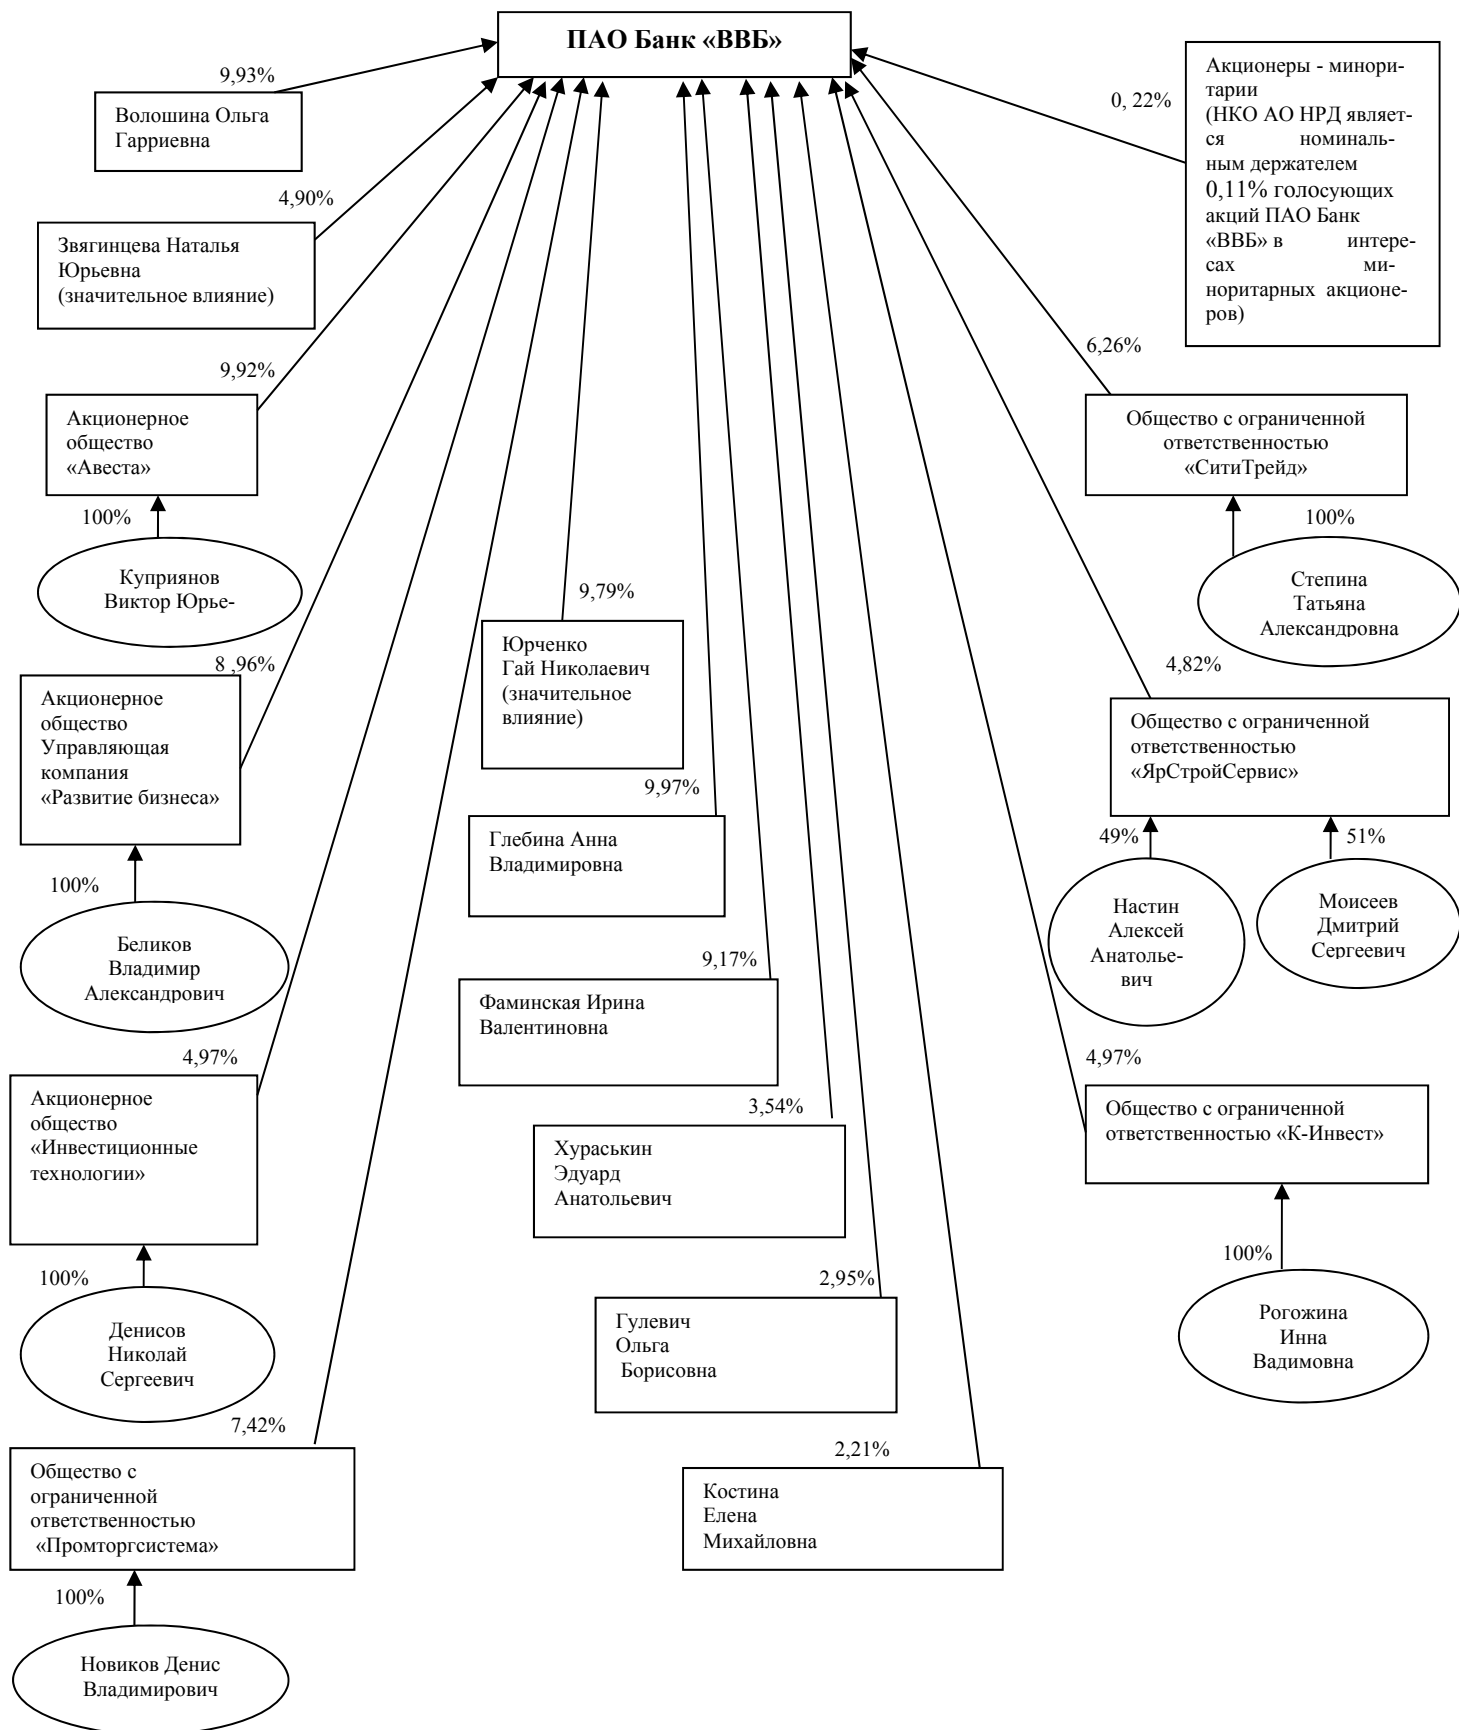 ПАО Банк «ВВБ»
9,93%
Волошина Ольга
Гарриевна
4,90%
Звягинцева Наталья
Юрьевна
(значительное влияние)
9,92%
Акционерное
общество
«Авеста»
100%
Куприянов
Виктор Юрье-
8 ,96%
Акционерное
общество
Управляющая
компания
«Развитие бизнеса»
100%
Беликов
Владимир
Александрович
4,97%
Акционерное
общество
«Инвестиционные
технологии»
100%
Денисов
Николай
Сергеевич
7,42%
Общество с
ограниченной
ответственностью
«Промторгсистема»
100%
Новиков Денис
Владимирович
9,79%
Юрченко
Гай Николаевич
(значительное
влияние)
9,97%
Глебина Анна
Владимировна
9,17%
Фаминская Ирина
Валентиновна
3,54%
Хураськин
Эдуард
Анатольевич
2,95%
Гулевич
Ольга
Борисовна
2,21%
Костина
Елена
Михайловна
0, 22%
Акционеры - минори-
тарии
(НКО АО НРД являет-
ся номиналь-
ным держателем
0,11% голосующих
акций ПАО Банк
«ВВБ» в интере-
сах ми-
норитарных акционе-
ров)
6,26%
Общество с ограниченной
ответственностью
«СитиТрейд»
100%
Степина
Татьяна
Александровна
4,82%
Общество с ограниченной
ответственностью
«ЯрСтройСервис»
49%
Настин
Алексей
Анатолье-
вич
51%
Моисеев
Дмитрий
Сергеевич
4,97%
Общество с ограниченной
ответственностью «К-Инвест»
100%
Рогожина
Инна
Вадимовна